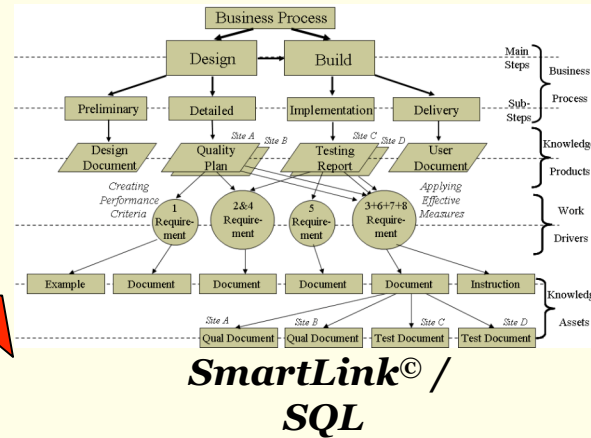 Business Process
Main
Steps
Design
Build
Business
Process
Preliminary
Detailed
Implementation
Delivery
Sub-
Steps
Site A
Site B
Site C
Site D
Design
Document
Quality
Plan
Testing
Report
User
Document
Knowledg
Products
Creating
Performance
Criteria
Applying
Effective
Measures
1
Require-
ment
2&4
Require-
ment
5
Require-
ment
3+6+7+8
Require-
ment
Work
Drivers
Example
Document
Document
Document
Document
Instruction
Knowledg
Assets
Site A
Site B
Site C
Site D
Qual Document
Qual Document
Test Document
Test Document
SmartLink© /
SQL